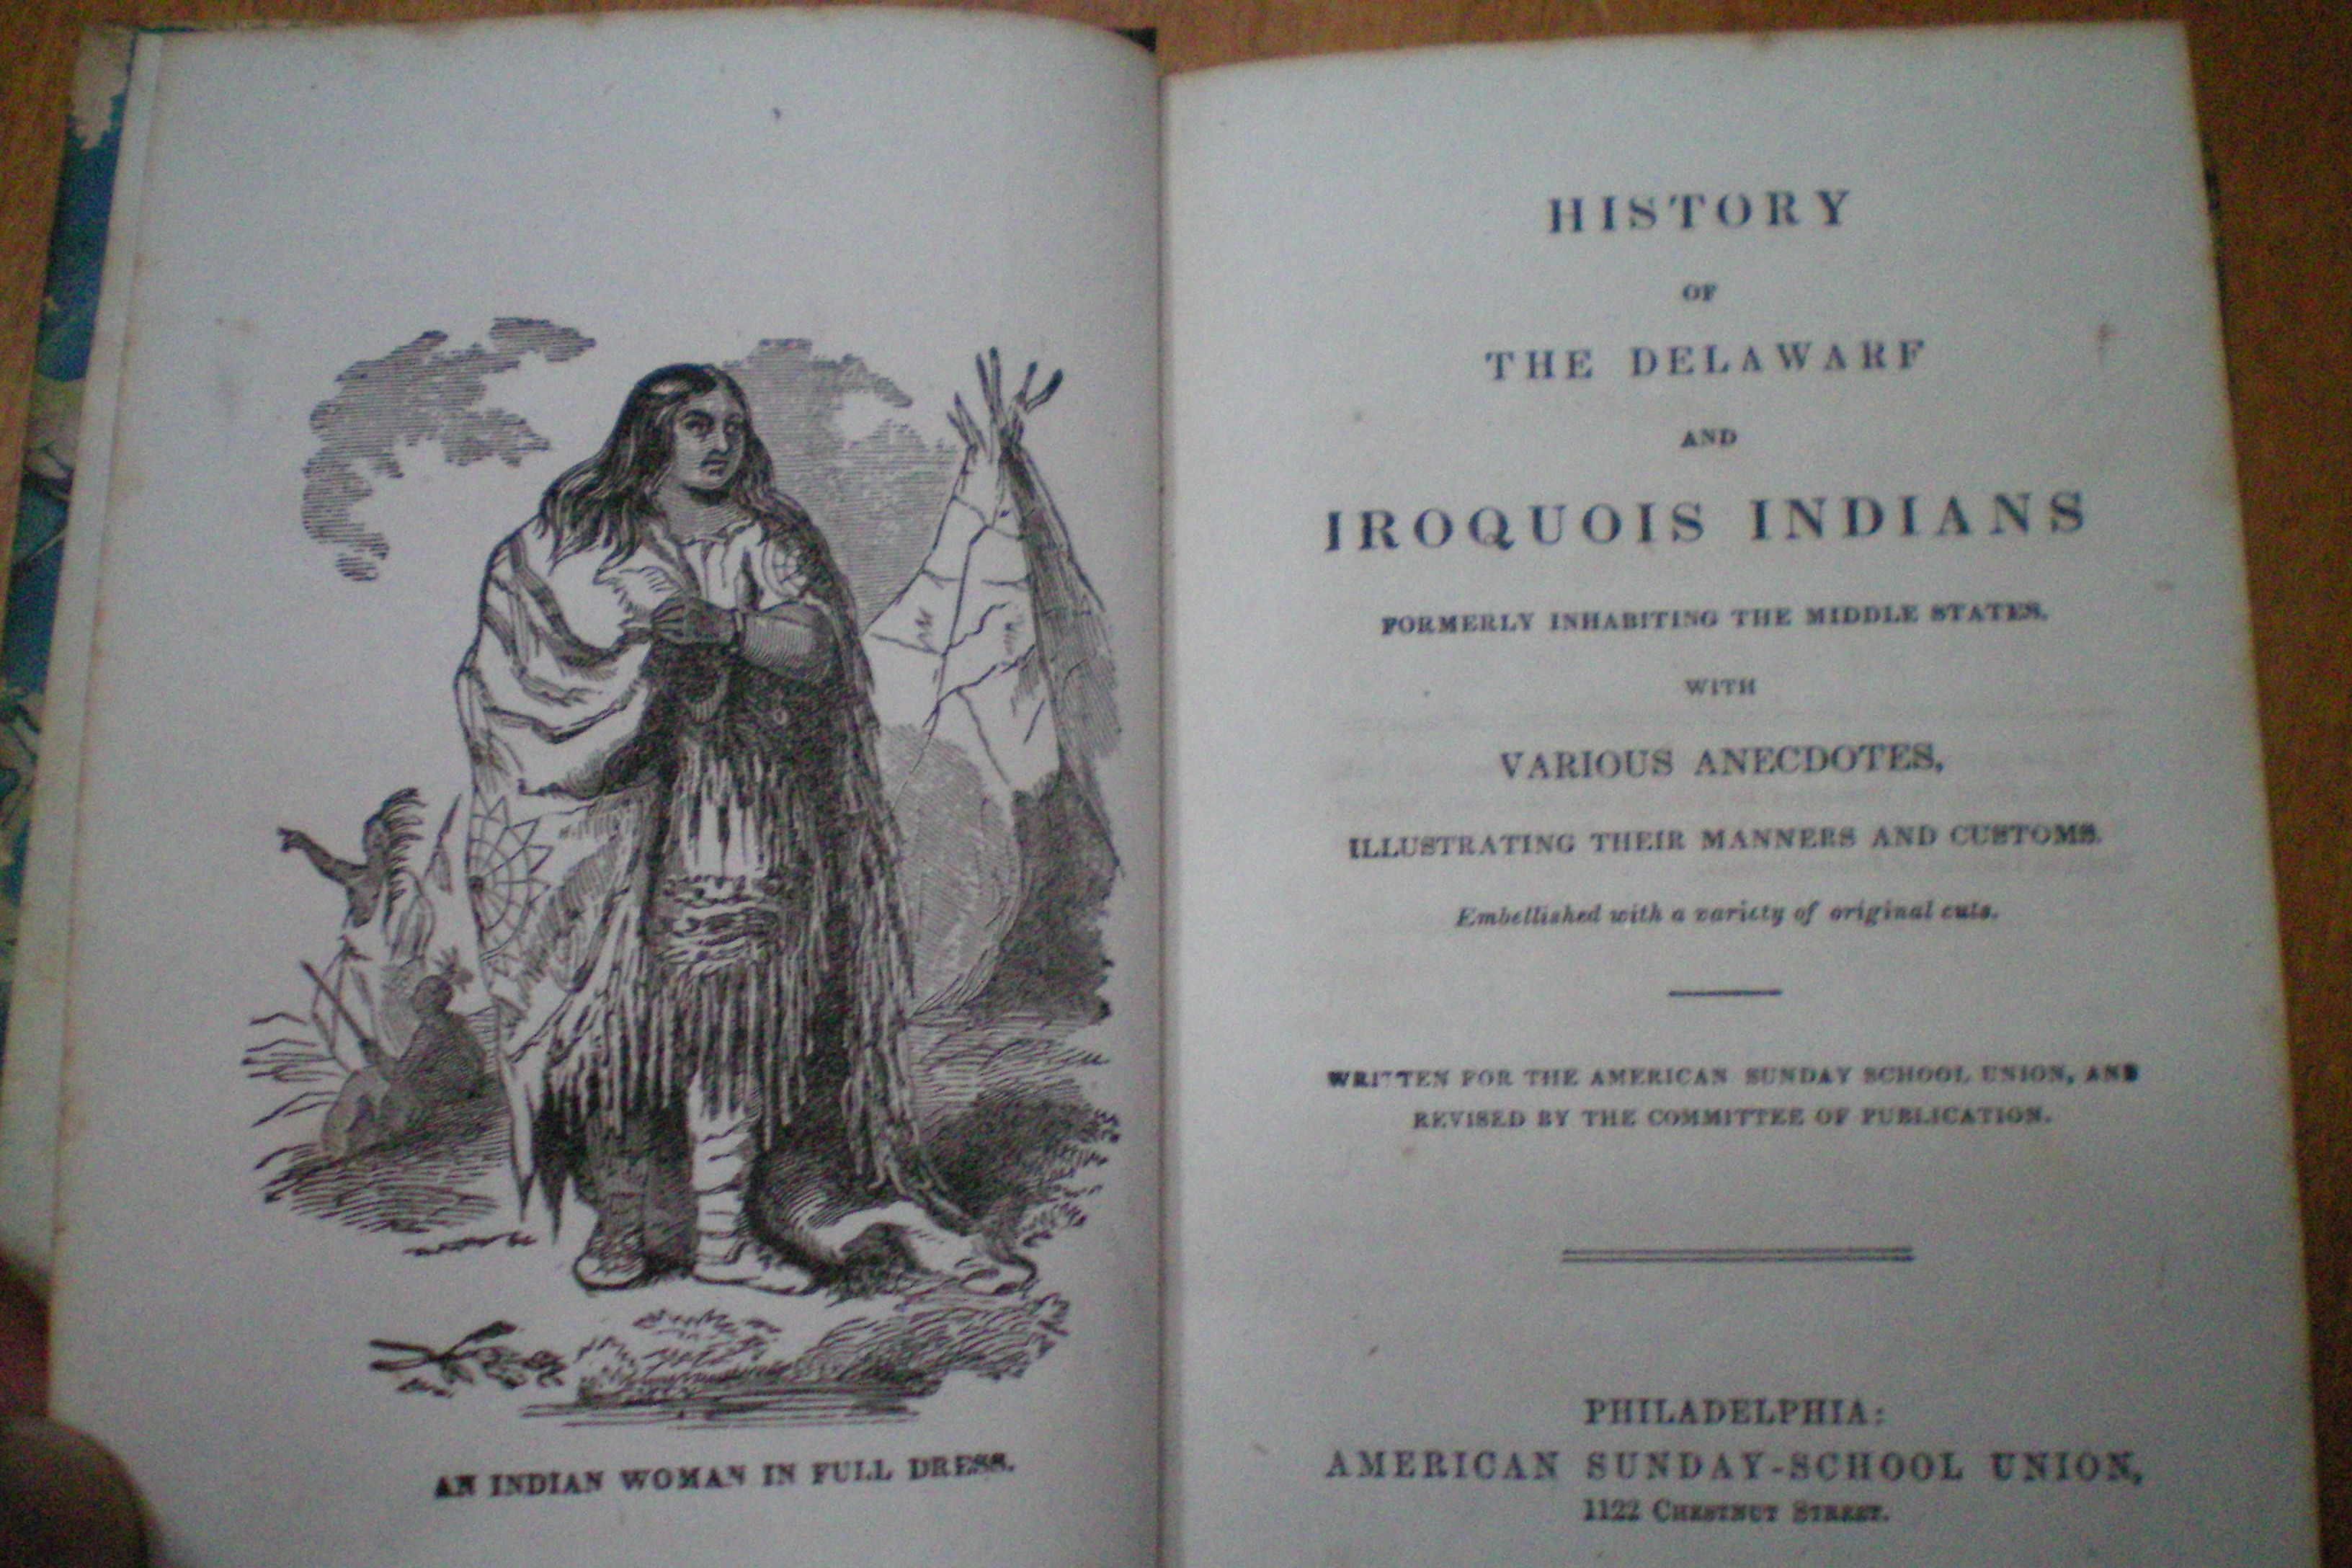 AN INDIAN WOMAN IN FULL DRESS.
HISTORY
OF
THE DELAWARE
AND
IROQUOIS INDIANS
FORMERLY INHABITING THE MIDDLE STATES.
WITH
VARIOUS ANECDOTES,
ILLUSTRATING THEIR MANNERS AND CUSTOMS.
Embellished with a variety of original cuts.
WRITTEN FOR THE AMERICAN SUNDAY SCHOOL UNION, AND
REVISED BY THE COMMITTEE OF PUBLICATION.
PHILADELPHIA:
AMERICAN SUNDAY-SCHOOL UNION,
1122 CHESTNUT STREET.